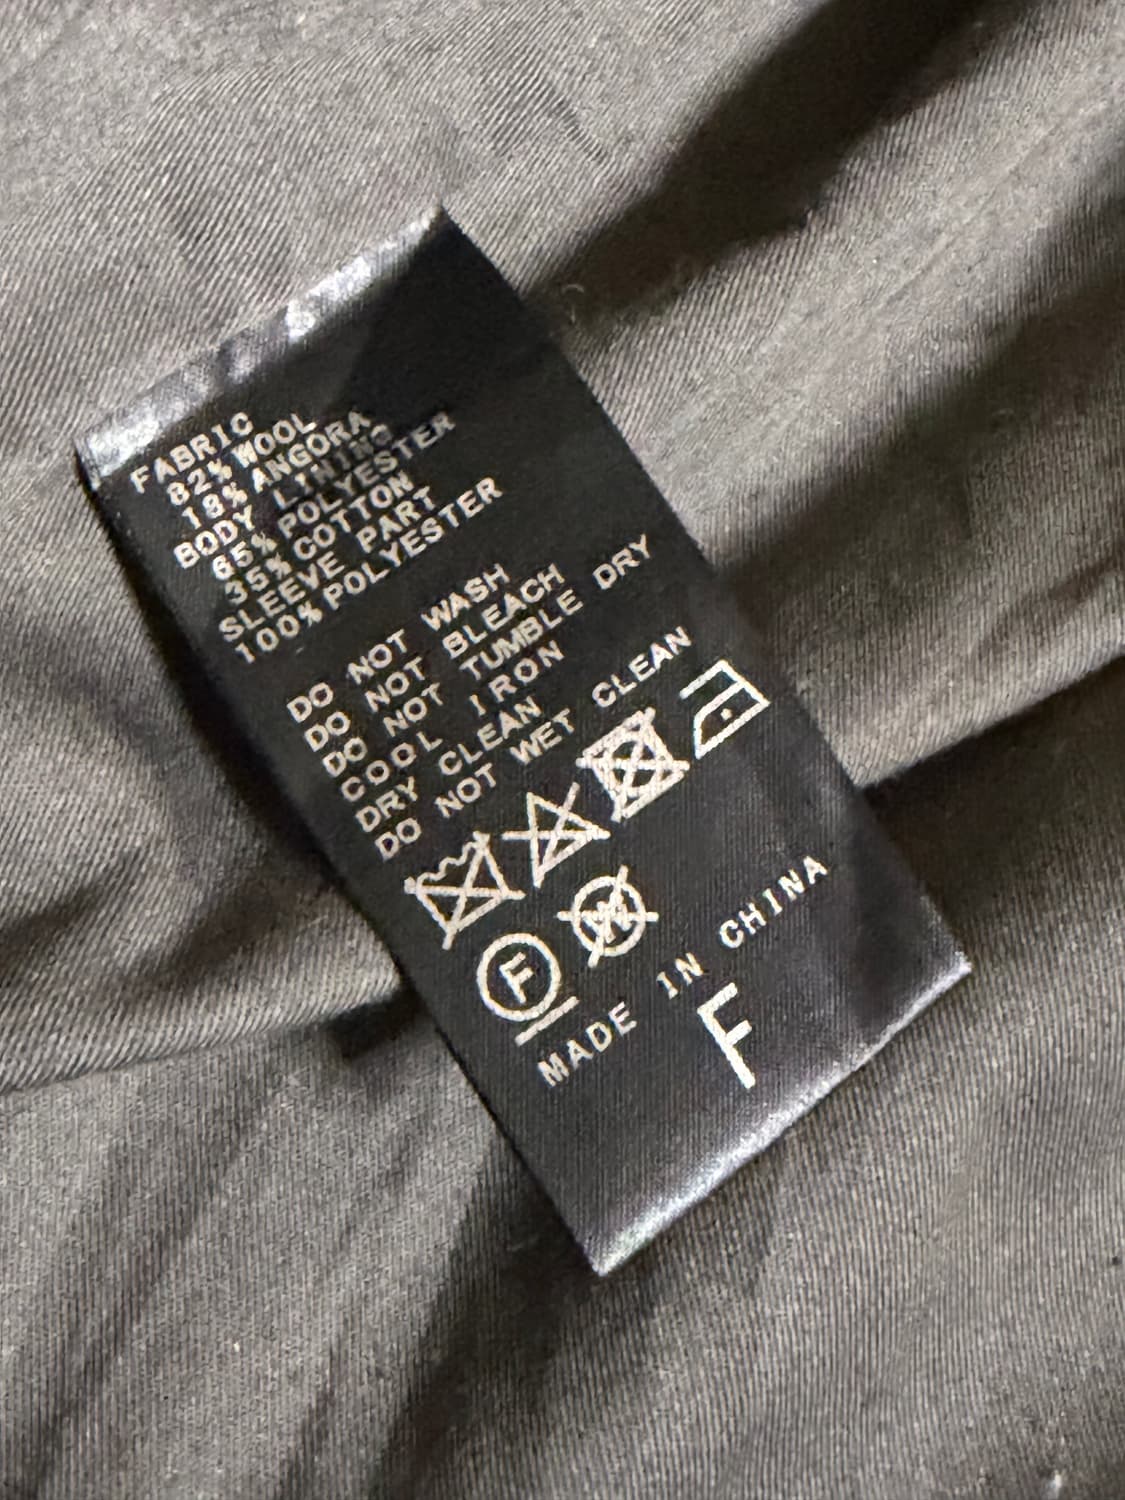 FABRIC
82% WOOL
18% ANGORA
BODY LINING
65% POLYESTER
35% COTTON
SLEEVE PART
100% POLYESTER
DO NOT WASH
DO NOT BLEACH
DO NOT TUMBLE DRY
COOL IRON
DRY CLEAN
DO NOT WET CLEAN
F W
MADE IN CHINA
F